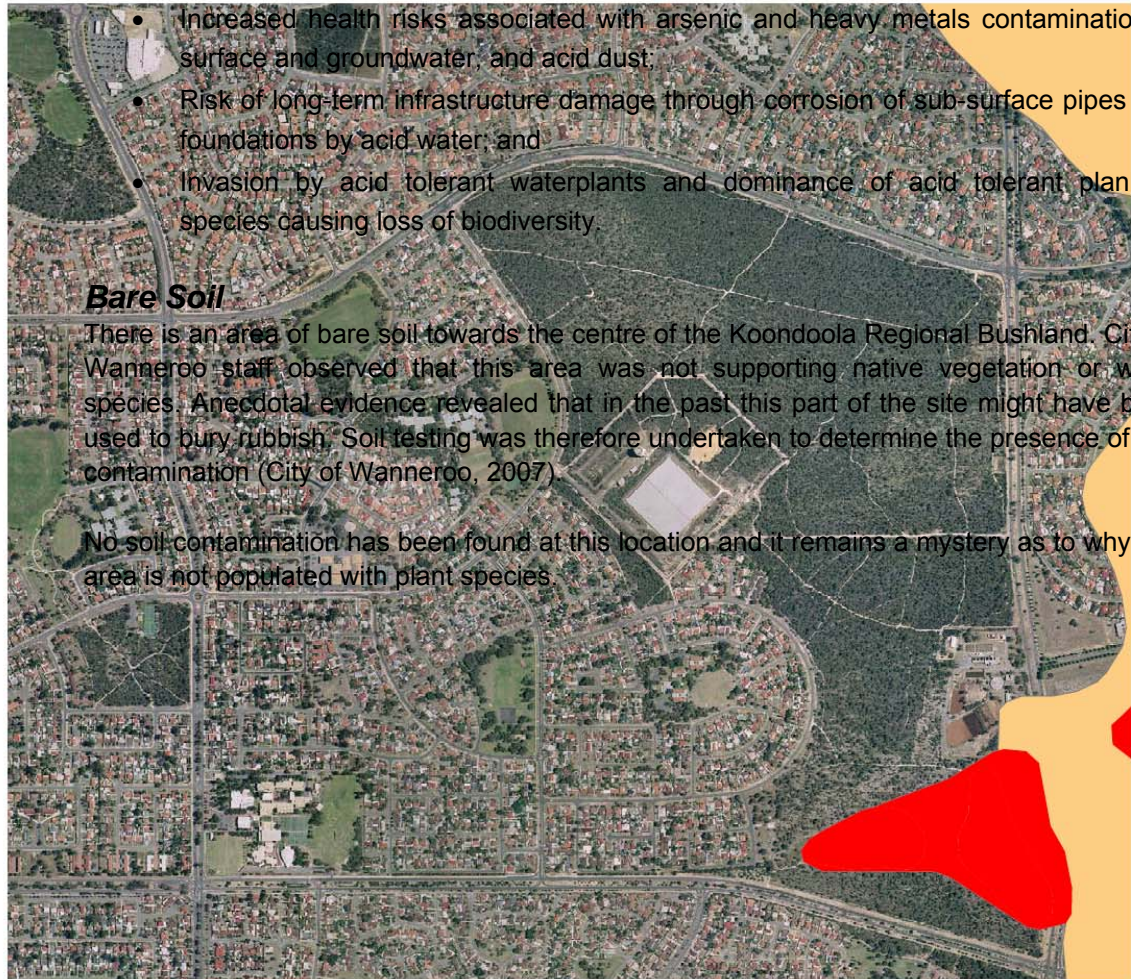 • Increased health risks associated with arsenic and heavy metals contaminatio
surface and groundwater, and acid dust;
• Risk of long-term infrastructure damage through corrosion of sub-surface pipes
foundations by acid water; and
• Invasion by acid tolerant waterplants and dominance of acid tolerant plan
species causing loss of biodiversity.
Bare Soil
There is an area of bare soil towards the centre of the Koondoola Regional Bushland. Ci
Wanneroo staff observed that this area was not supporting native vegetation or w
species. Anecdotal evidence revealed that in the past this part of the site might have b
used to bury rubbish. Soil testing was therefore undertaken to determine the presence of
contamination (City of Wanneroo, 2007).
No soil contamination has been found at this location and it remains a mystery as to why
area is not populated with plant species.